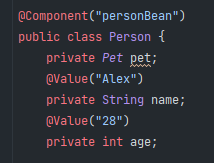 @Component("personBean")
public class Person {
    private Pet pet;
    @Value("Alex")
    private String name;
    @Value("28")
    private int age;